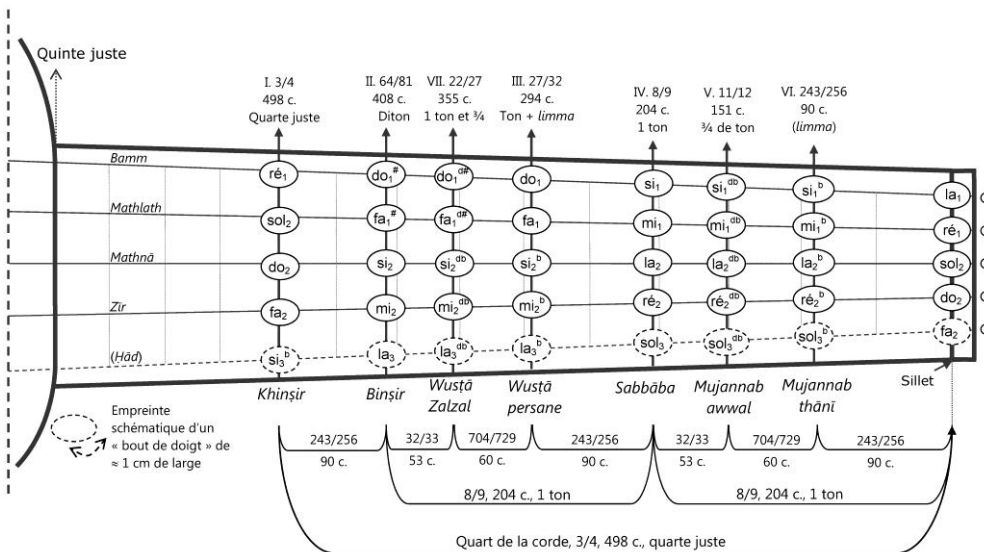 Quinte juste
I. 3/4 II. 64/81 VII. 22/27 III. 27/32 IV. 8/9 V. 11/12 VI. 243/256
498 c. 408 c. 355 c. 294 c. 204 c. 151 c. 90 c.
Quarte juste Diton 1 ton et ¾ Ton + limma 1 ton ¾ de ton (limma)
Bamm ré₁ do₁# do₁d# do₁ si₁ si₁db si₁b la₁
Mathlath sol₂ fa₁# fa₁d# fa₁ mi₁ mi₁db mi₁b ré₁
Mathnā do₂ si₂ si₂db si₂b la₂ la₂db la₂b sol₂
Zīr fa₂ mi₂ mi₂db mi₂b ré₂ ré₂db ré₂b do₂
(Ḥād) si₃b la₃ la₃db la₃b sol₃ sol₃db sol₃b fa₂
Khinṣir Binṣir Wusṭā Wusṭā Sabbāba Mujannab Mujannab Sillet
Zalzal persane awwal thānī
Empreinte
schématique d'un
« bout de doigt » de
≈ 1 cm de large
243/256 32/33 704/729 243/256 32/33 704/729 243/256
90 c. 53 c. 60 c. 90 c. 53 c. 60 c. 90 c.
8/9, 204 c., 1 ton 8/9, 204 c., 1 ton
Quart de la corde, 3/4, 498 c., quarte juste